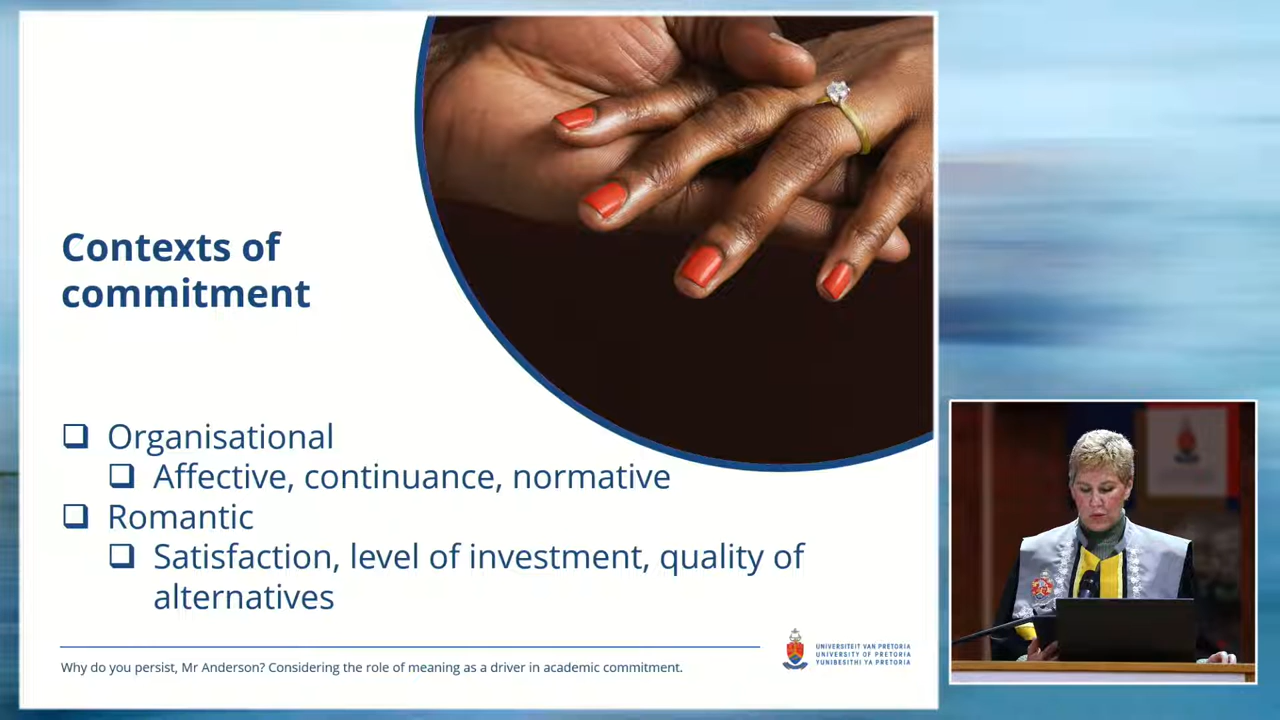 Contexts of
commitment
Organisational
Affective, continuance, normative
Romantic
Satisfaction, level of investment, quality of
alternatives
Why do you persist, Mr Anderson? Considering the role of meaning as a driver in academic commitment.
UNIVERSITEIT VAN PRETORIA
UNIVERSITY OF PRETORIA
YUNIBESITHI YA PRETORIA